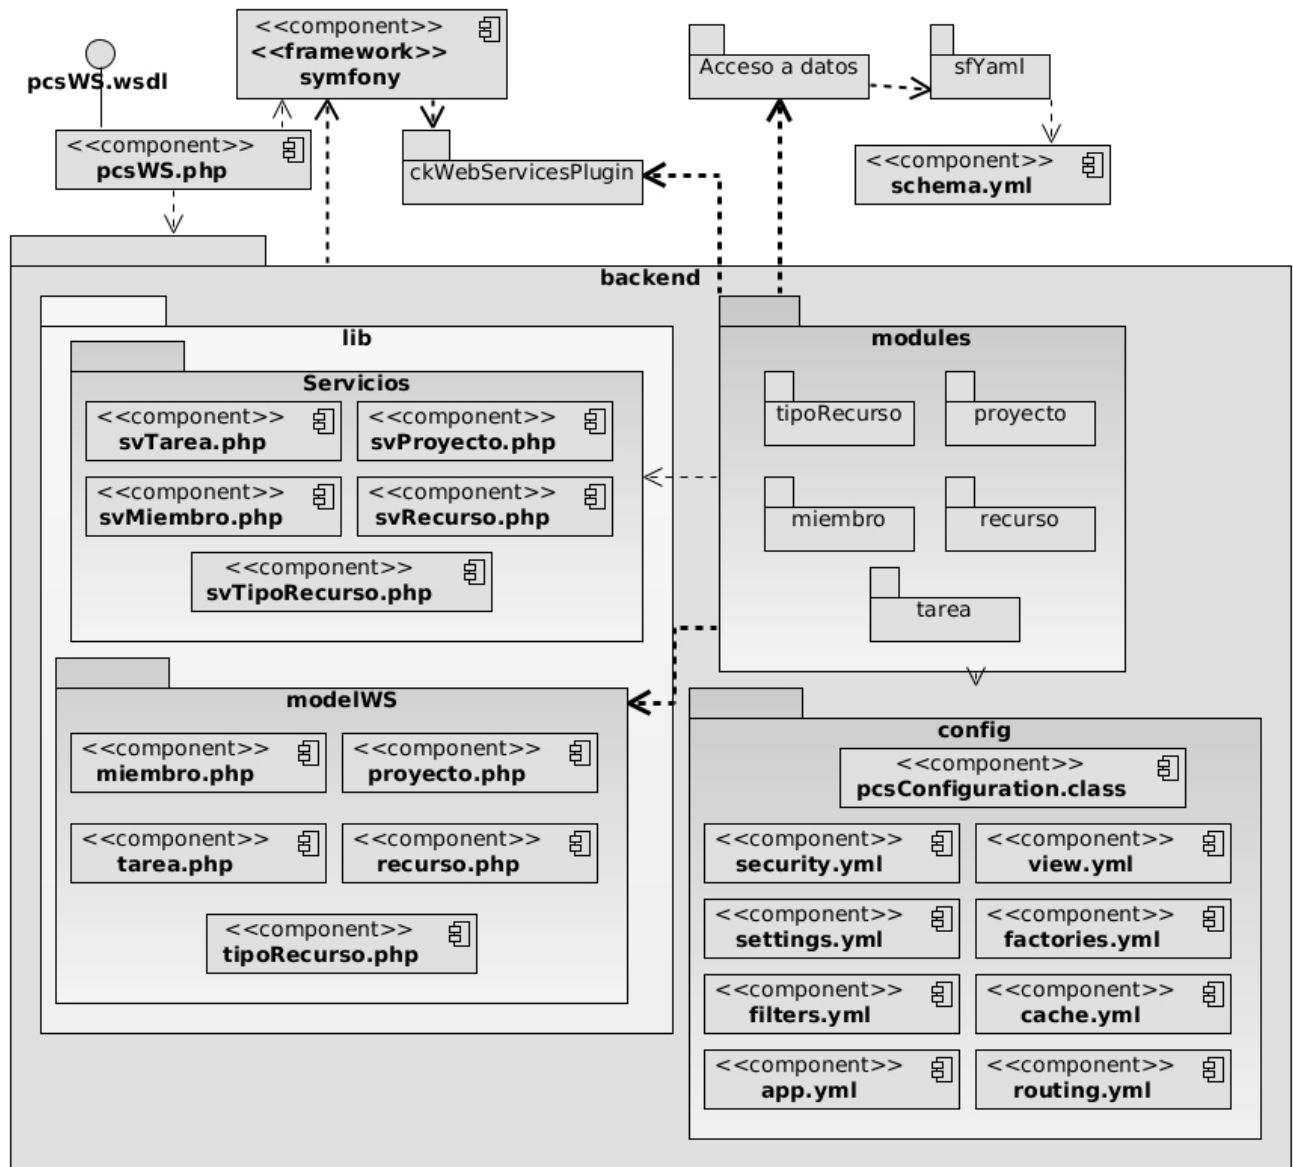 <<component>>
<<framework>>
symfony
pcsWS.wsdl
Acceso a datos
sfYaml
<<component>>
pcsWS.php
ckWebServicesPlugin
<<component>>
schema.yml
backend
lib
Servicios
<<component>>
svTarea.php
<<component>>
svProyecto.php
<<component>>
svMiembro.php
<<component>>
svRecurso.php
<<component>>
svTipoRecurso.php
modelWS
<<component>>
miembro.php
<<component>>
proyecto.php
<<component>>
tarea.php
<<component>>
recurso.php
<<component>>
tipoRecurso.php
modules
tipoRecurso
proyecto
miembro
recurso
tarea
config
<<component>>
pcsConfiguration.class
<<component>>
security.yml
<<component>>
view.yml
<<component>>
settings.yml
<<component>>
factories.yml
<<component>>
filters.yml
<<component>>
cache.yml
<<component>>
app.yml
<<component>>
routing.yml